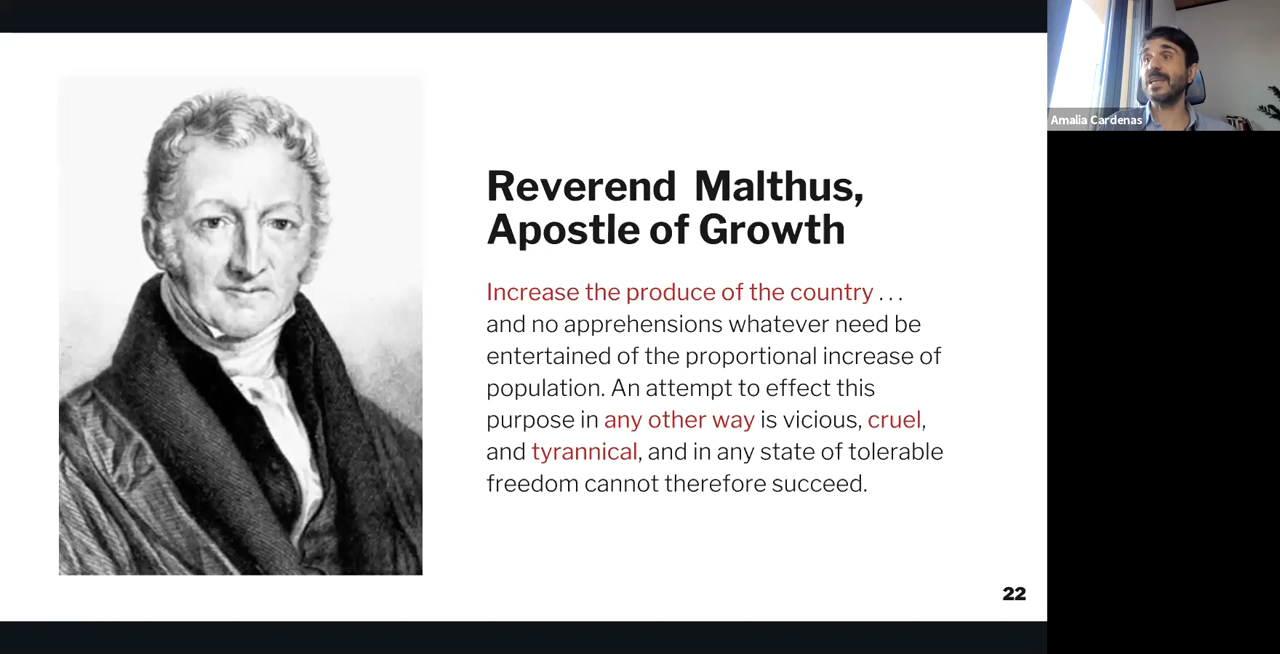 Reverend Malthus,
Apostle of Growth
Increase the produce of the country . . .
and no apprehensions whatever need be
entertained of the proportional increase of
population. An attempt to effect this
purpose in any other way is vicious, cruel,
and tyrannical, and in any state of tolerable
freedom cannot therefore succeed.
22
Amalia Cardenas